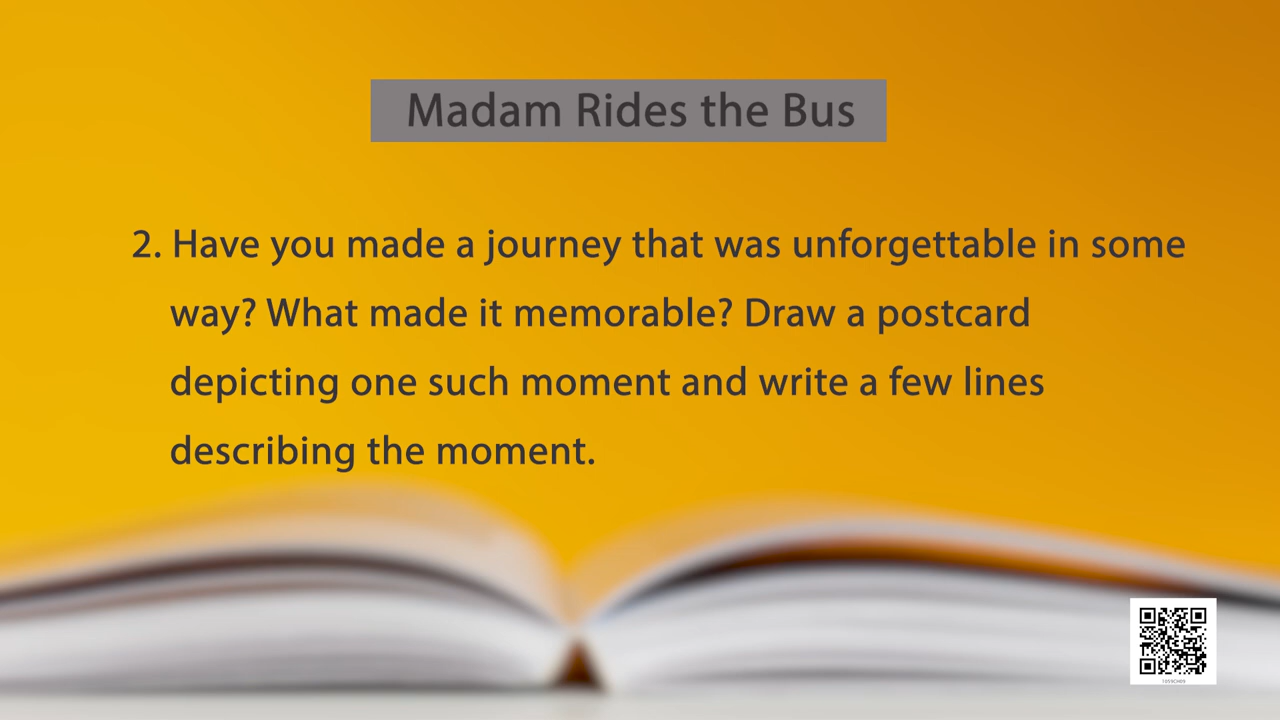 Madam Rides the Bus
2. Have you made a journey that was unforgettable in some
way? What made it memorable? Draw a postcard
depicting one such moment and write a few lines
describing the moment.